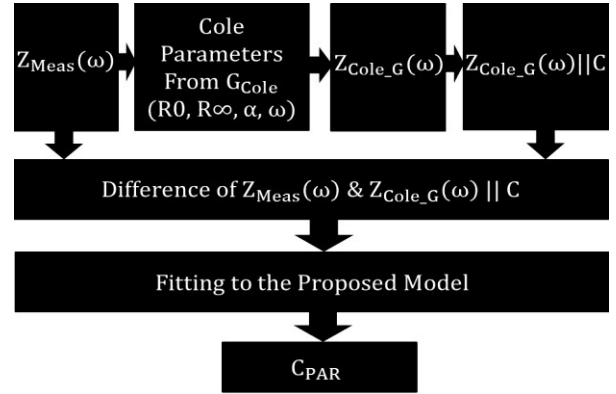 Z_Meas(ω)
Cole
Parameters
From G_Cole
(R0, R∞, α, ω)
Z_Cole_G(ω)
Z_Cole_G(ω)||C
Difference of Z_Meas(ω) & Z_Cole_G(ω) || C
Fitting to the Proposed Model
C_PAR